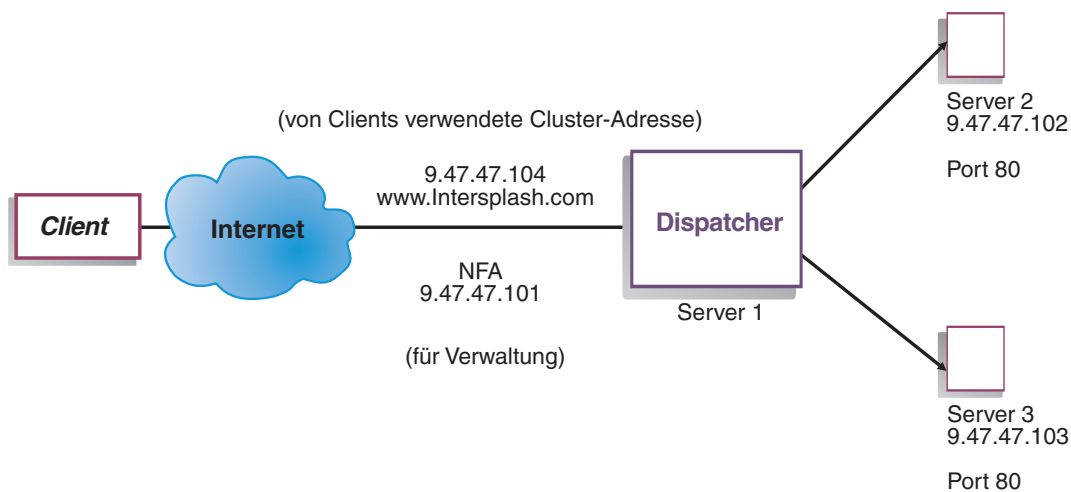 (von Clients verwendete Cluster-Adresse)
9.47.47.104
www.Intersplash.com
Client
Internet
NFA
9.47.47.101
(für Verwaltung)
Dispatcher
Server 1
Server 2
9.47.47.102
Port 80
Server 3
9.47.47.103
Port 80